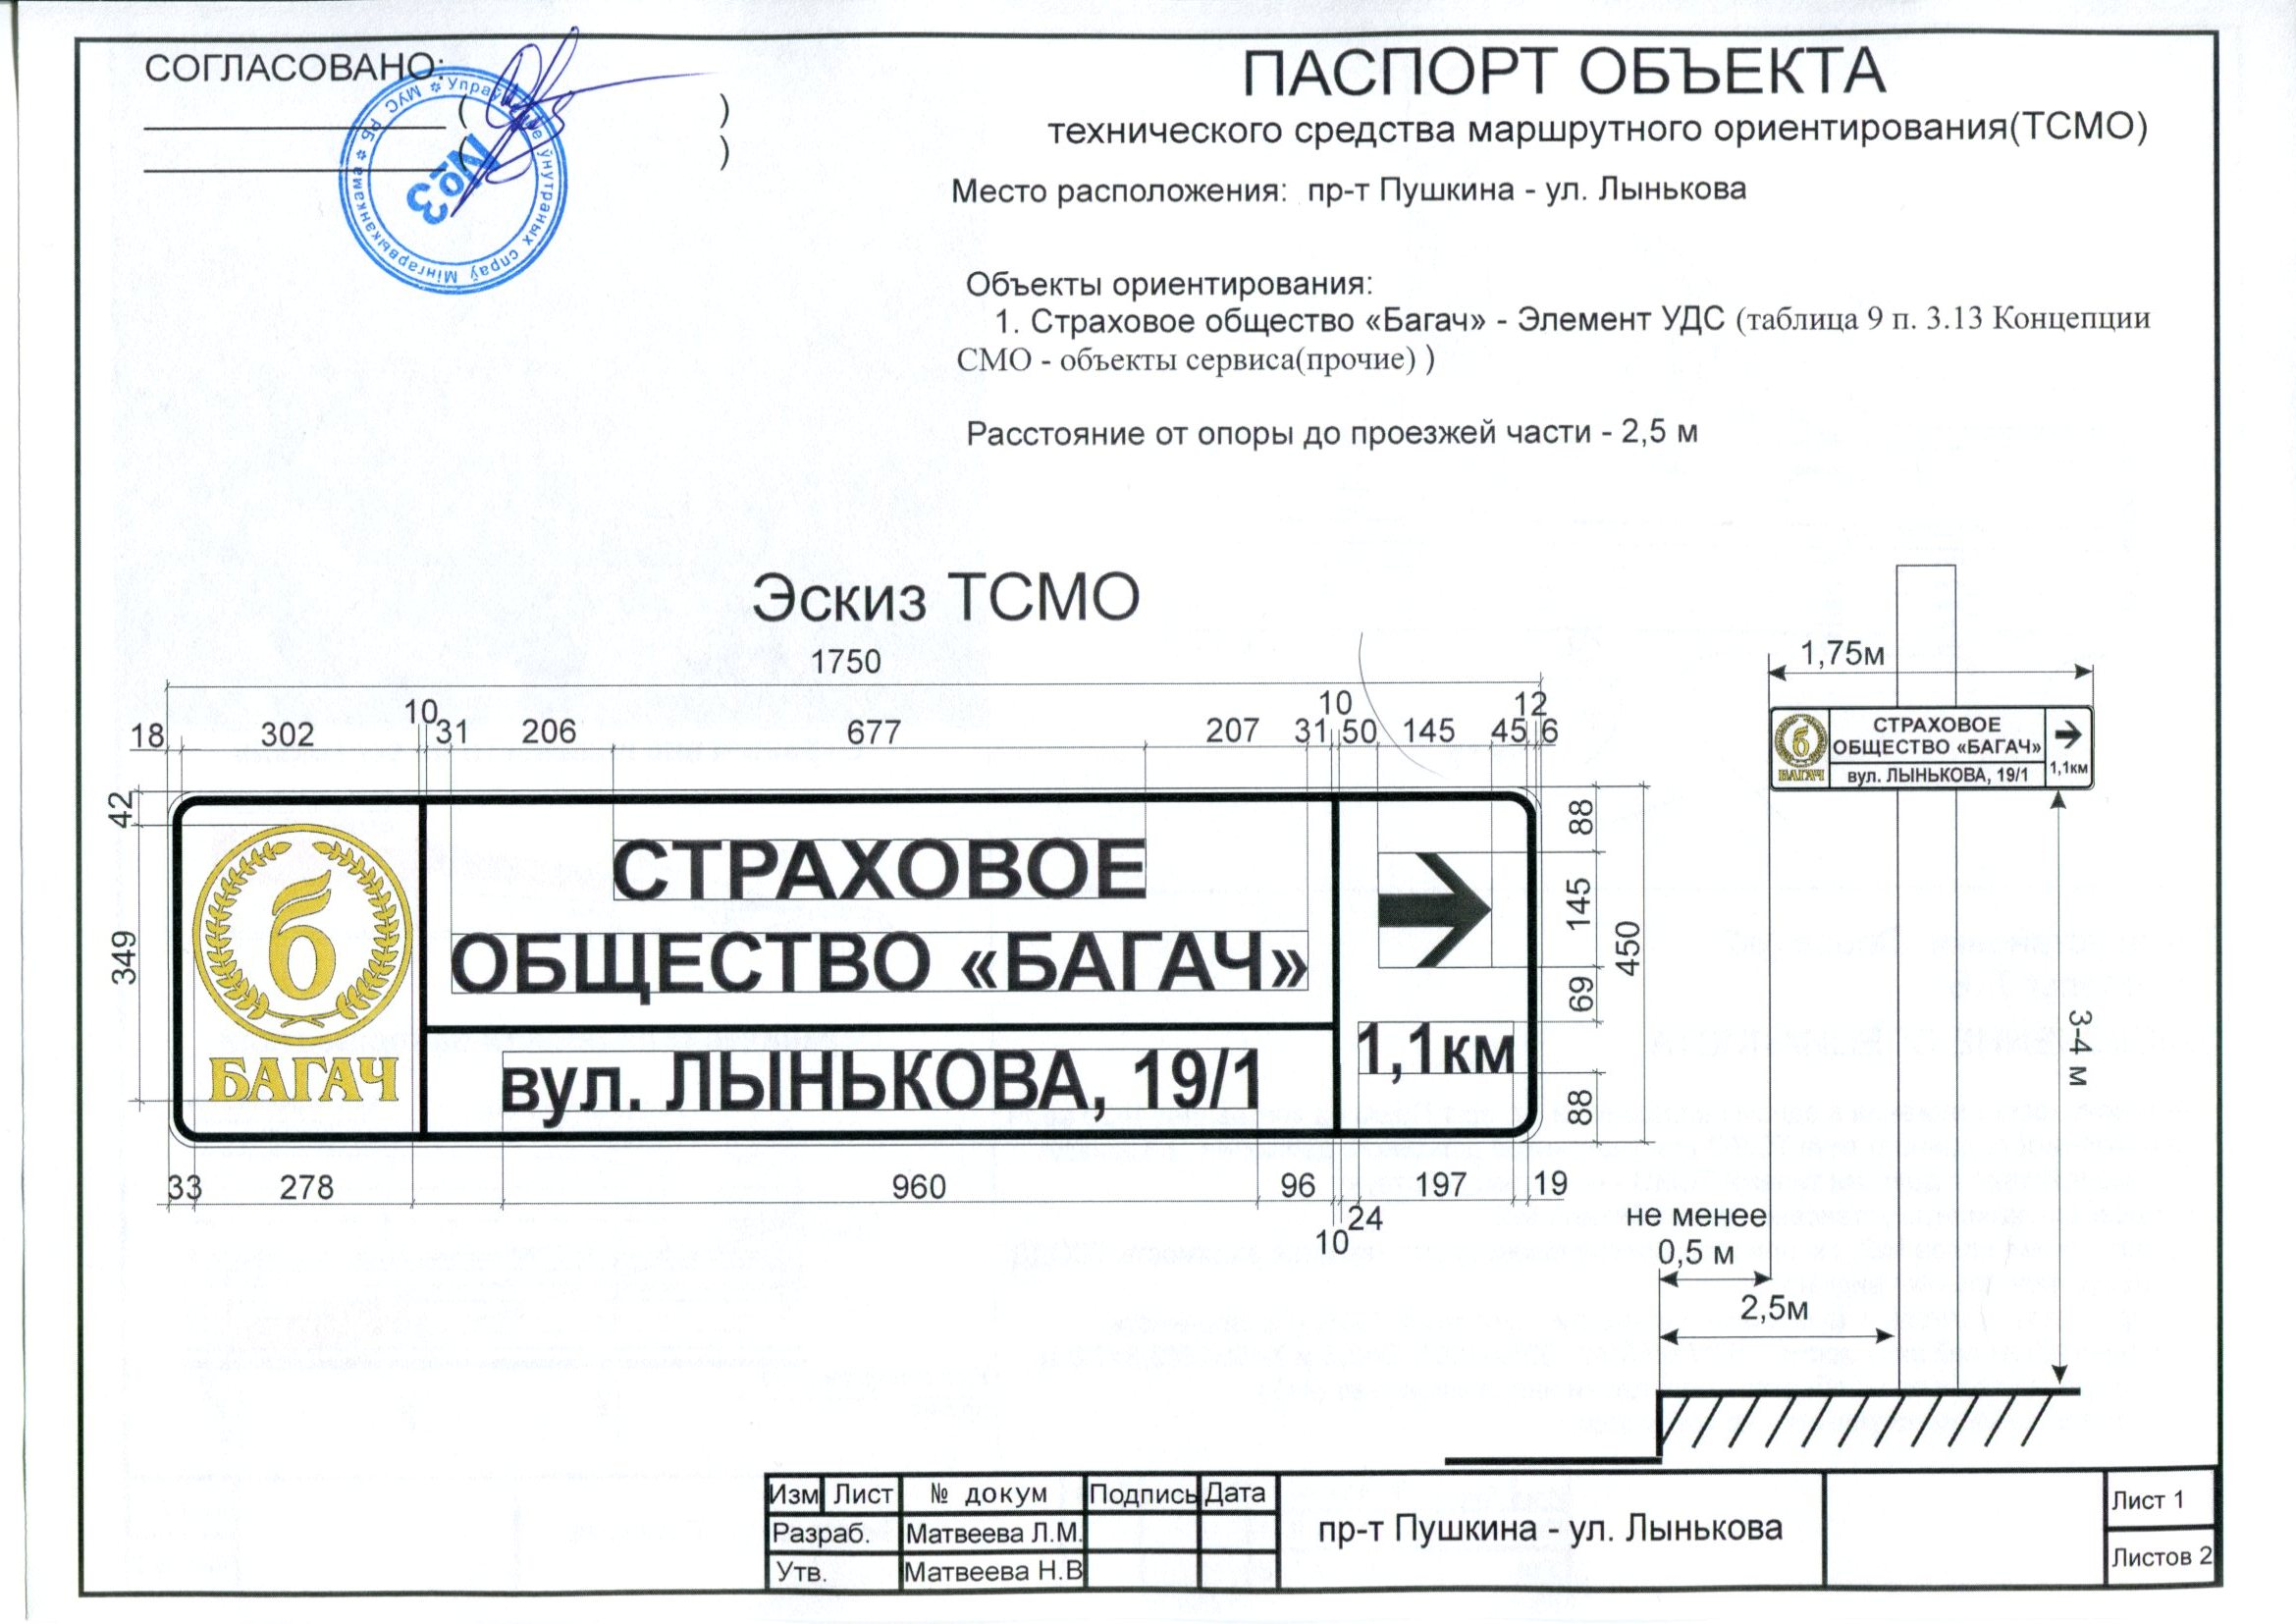 СОГЛАСОВАНО:
( )
( )
Упраўленне ўнутраных спраў Мінгарвыканкама * МУС РБ *
№3
ПАСПОРТ ОБЪЕКТА
технического средства маршрутного ориентирования(ТСМО)
Место расположения: пр-т Пушкина - ул. Лынькова
Объекты ориентирования:
1. Страховое общество «Багач» - Элемент УДС (таблица 9 п. 3.13 Концепции
СМО - объекты сервиса(прочие) )
Расстояние от опоры до проезжей части - 2,5 м
Эскиз ТСМО
1750
18 302 10 31 206 677 207 31 10 50 145 45 12 6
42
349
б
БАГАЧ
СТРАХОВОЕ
ОБЩЕСТВО «БАГАЧ»
вул. ЛЫНЬКОВА, 19/1
1,1км
88
145
69
88
450
33 278 960 96 10 24 197 19
1,75м
б
БАГАЧ
СТРАХОВОЕ
ОБЩЕСТВО «БАГАЧ»
вул. ЛЫНЬКОВА, 19/1
1,1км
3-4 м
не менее
0,5 м
2,5м
Изм Лист № докум Подпись Дата
Разраб. Матвеева Л.М.
Утв. Матвеева Н.В
пр-т Пушкина - ул. Лынькова
Лист 1
Листов 2